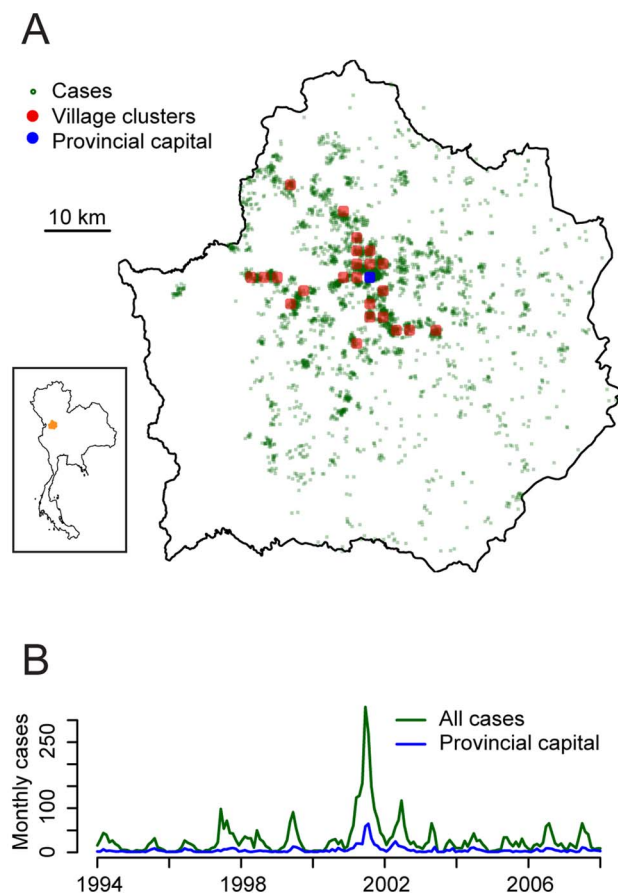 A
Cases
Village clusters
Provincial capital
10 km
B
Monthly cases
0
100
250
All cases
Provincial capital
1994
1998
2002
2006